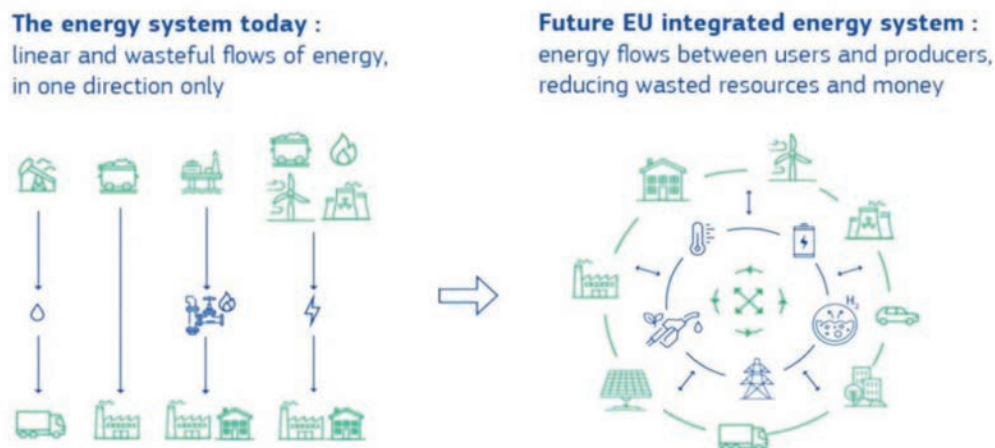 The energy system today :
linear and wasteful flows of energy,
in one direction only
Future EU integrated energy system :
energy flows between users and producers,
reducing wasted resources and money
H₂